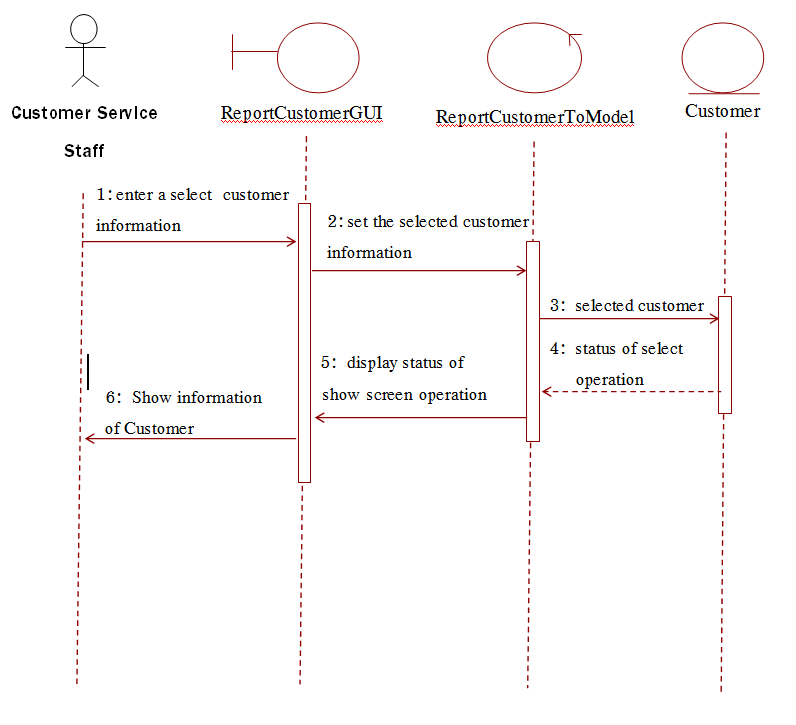 Customer Service
Staff
ReportCustomerGUI
ReportCustomerToModel
Customer
1: enter a select customer
information
2: set the selected customer
information
3: selected customer
4: status of select
operation
5: display status of
show screen operation
6: Show information
of Customer